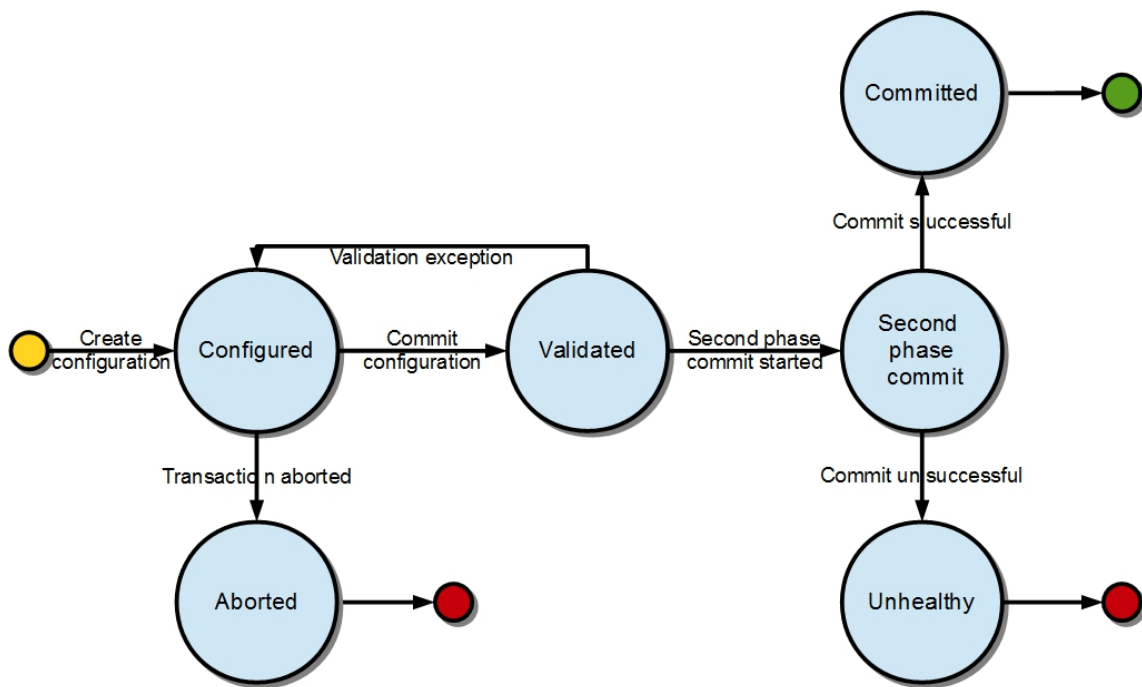 Committed
Commit successful
Validation exception
Create
configuration
Configured
Commit
configuration
Validated
Second phase
commit started
Second
phase
commit
Transaction aborted
Commit unsuccessful
Aborted
Unhealthy